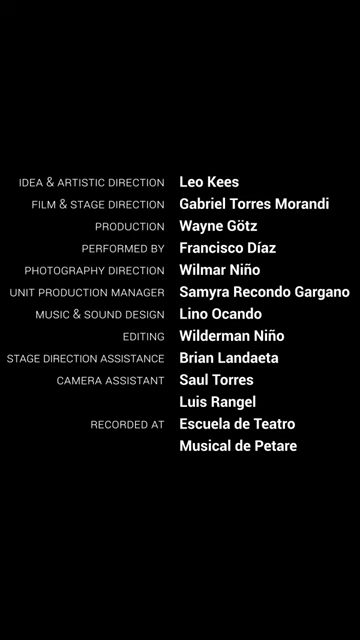 IDEA & ARTISTIC DIRECTION Leo Kees
FILM & STAGE DIRECTION Gabriel Torres Morandi
PRODUCTION Wayne Götz
PERFORMED BY Francisco Díaz
PHOTOGRAPHY DIRECTION Wilmar Niño
UNIT PRODUCTION MANAGER Samyra Recondo Gargano
MUSIC & SOUND DESIGN Lino Ocando
EDITING Wilderman Niño
STAGE DIRECTION ASSISTANCE Brian Landaeta
CAMERA ASSISTANT Saul Torres
Luis Rangel
RECORDED AT Escuela de Teatro
Musical de Petare